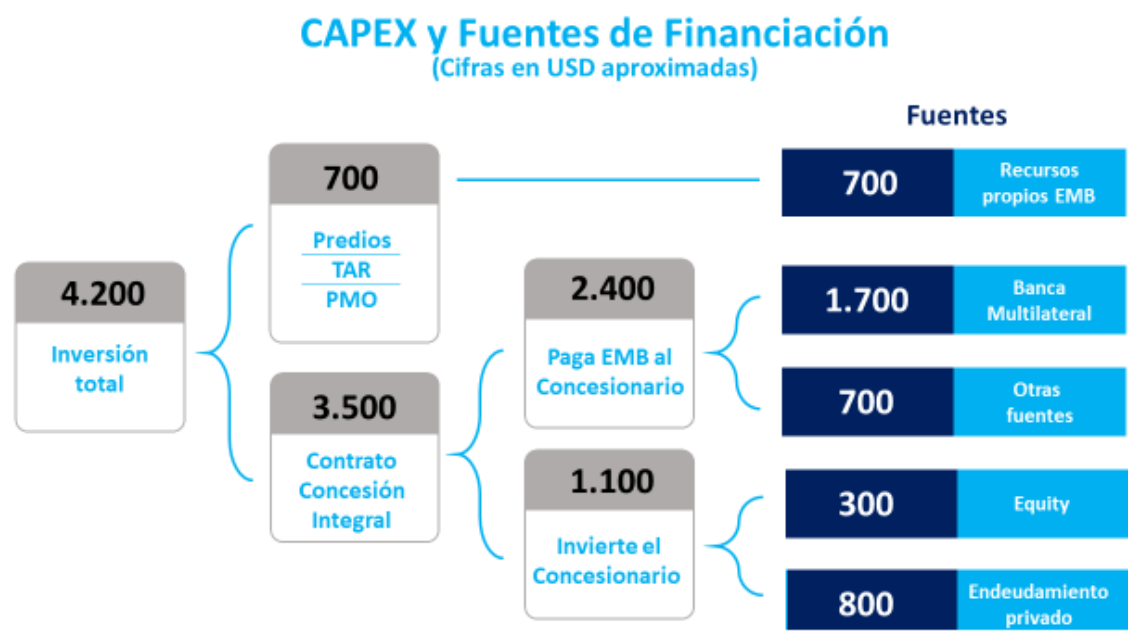 CAPEX y Fuentes de Financiación
(Cifras en USD aproximadas)
Fuentes
4.200
Inversión
total
700
Predios
TAR
PMO
3.500
Contrato
Concesión
Integral
2.400
Paga EMB al
Concesionario
1.100
Invierte el
Concesionario
700
Recursos
propios EMB
1.700
Banca
Multilateral
700
Otras
fuentes
300
Equity
800
Endeudamiento
privado